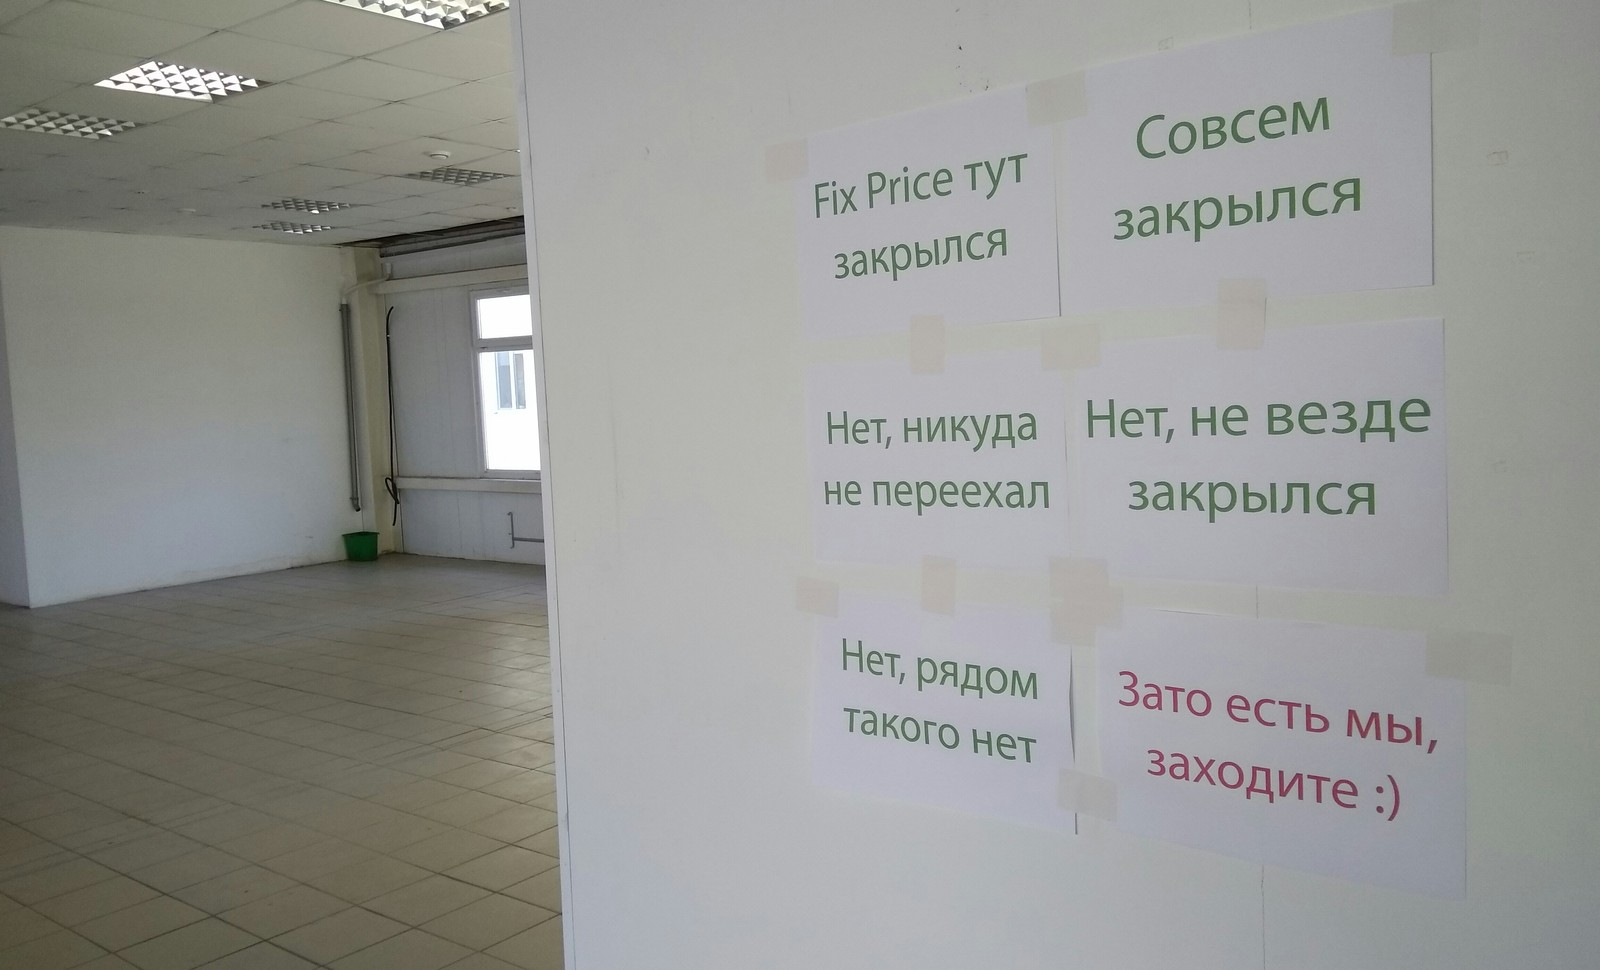 Fix Price тут
закрылся
Совсем
закрылся
Нет, никуда
не переехал
Нет, не везде
закрылся
Нет, рядом
такого нет
Зато есть мы,
заходите :)